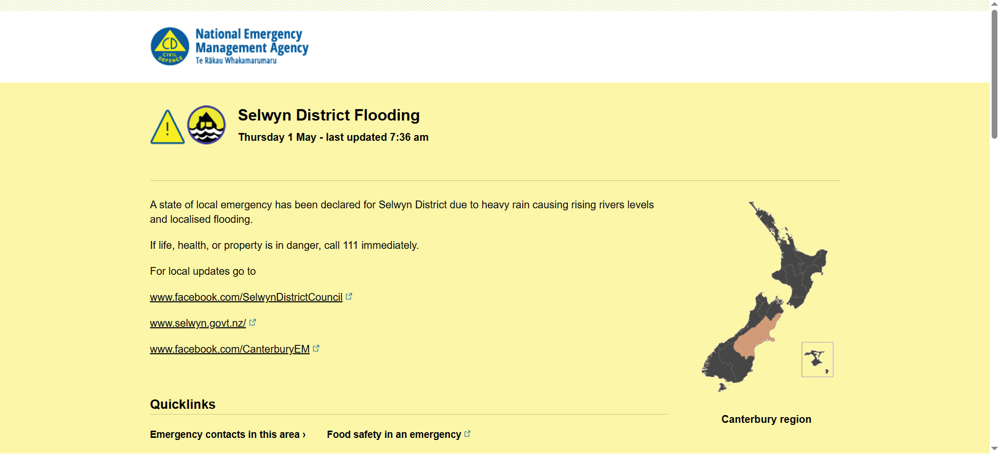 CD
CIVIL
DEFENCE
National Emergency
Management Agency
Te Rākau Whakamarumaru
!
Selwyn District Flooding
Thursday 1 May - last updated 7:36 am
A state of local emergency has been declared for Selwyn District due to heavy rain causing rising rivers levels
and localised flooding.
If life, health, or property is in danger, call 111 immediately.
For local updates go to
www.facebook.com/SelwynDistrictCouncil
www.selwyn.govt.nz/
www.facebook.com/CanterburyEM
Quicklinks
Emergency contacts in this area ›
Food safety in an emergency
Canterbury region